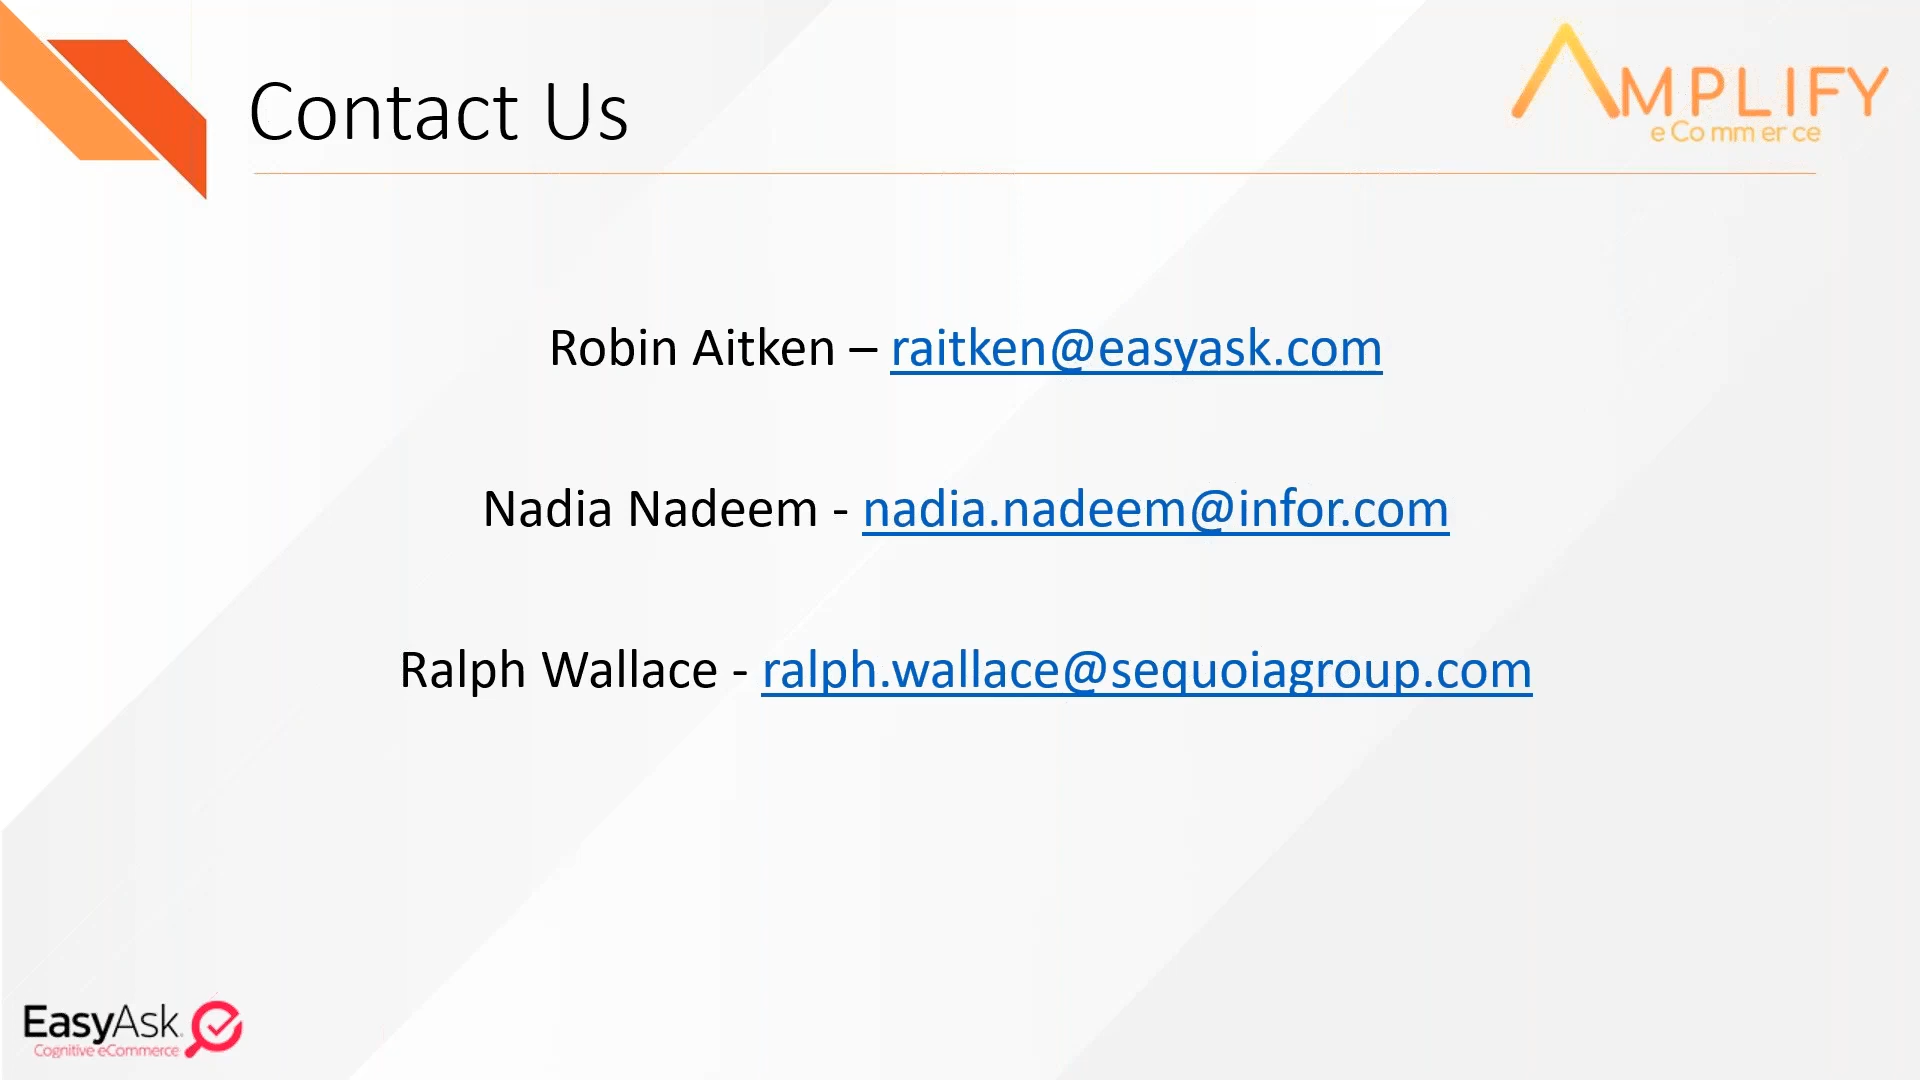 Contact Us
AMPLIFY
eCommerce
Robin Aitken – raitken@easyask.com
Nadia Nadeem - nadia.nadeem@infor.com
Ralph Wallace - ralph.wallace@sequoiagroup.com
EasyAsk
Cognitive eCommerce